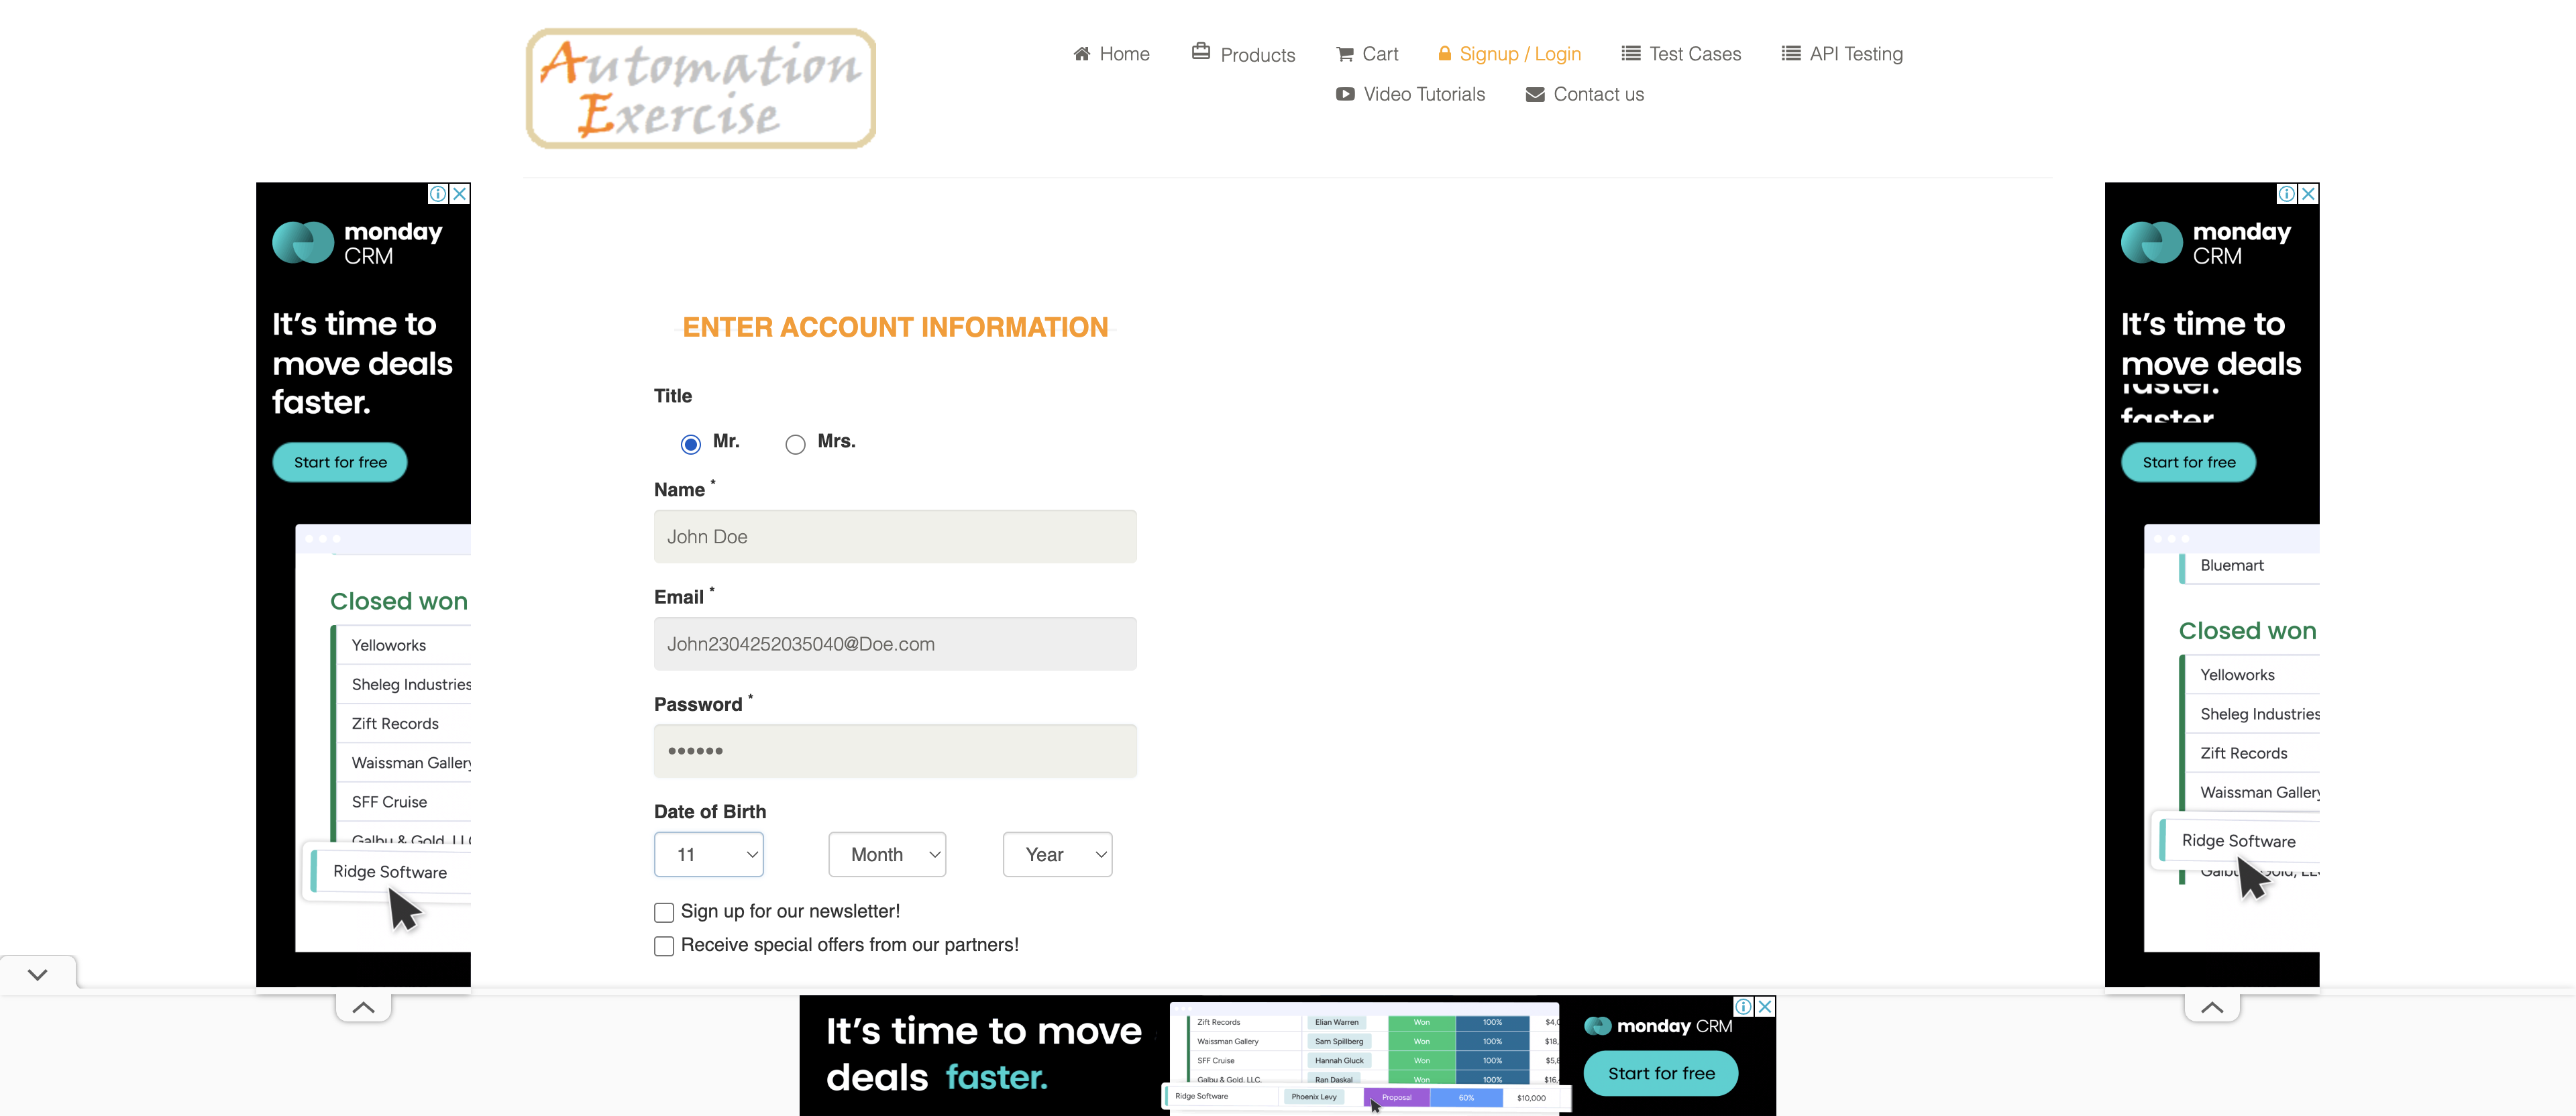 Automation
Exercise
Home
Products
Cart
Signup / Login
Test Cases
API Testing
Video Tutorials
Contact us
monday
CRM
It's time to
move deals
faster.
Start for free
Closed won
Yelloworks
Sheleg Industries
Zift Records
Waissman Gallery
SFF Cruise
Galbu & Gold, LLC
Ridge Software
ENTER ACCOUNT INFORMATION
Title
Mr.
Mrs.
Name *
John Doe
Email *
John2304252035040@Doe.com
Password *
••••••
Date of Birth
11
Month
Year
Sign up for our newsletter!
Receive special offers from our partners!
monday
CRM
It's time to
move deals
faster.
faster
Start for free
Bluemart
Closed won
Yelloworks
Sheleg Industries
Zift Records
Waissman Gallery
Ridge Software
It's time to move
deals faster.
Zift Records Elian Warren Won 100% $4,0
Waissman Gallery Sam Spillberg Won 100% $18,
SFF Cruise Hannah Gluck Won 100% $5,8
Galbu & Gold, LLC. Ran Daskal Won 100% $16,
Ridge Software Phoenix Levy Proposal 60% $10,000
monday CRM
Start for free